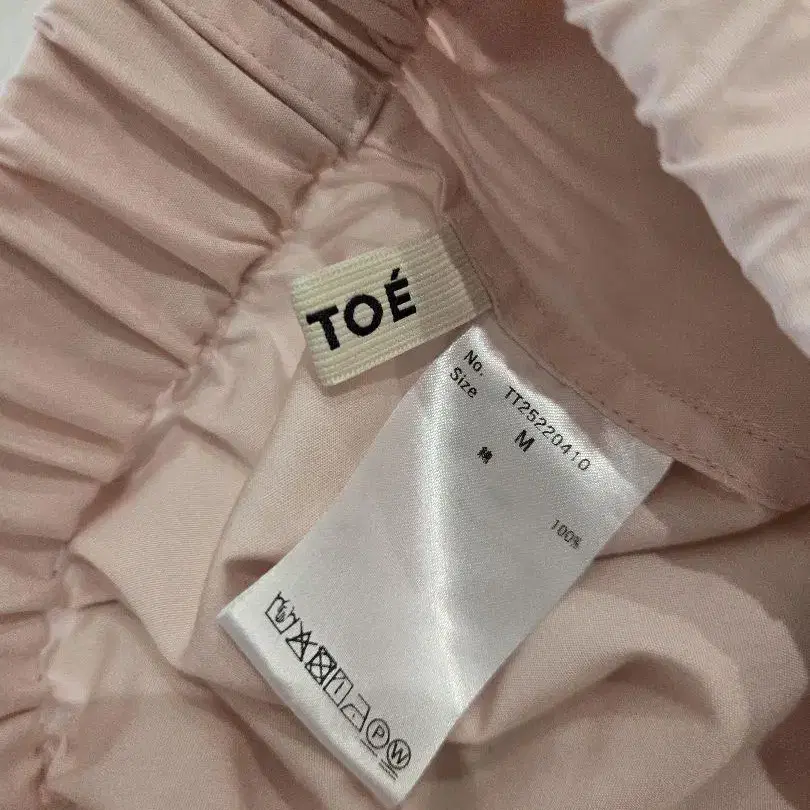 TOÉ
No. TT25220410
Size M
綿 100%
P W